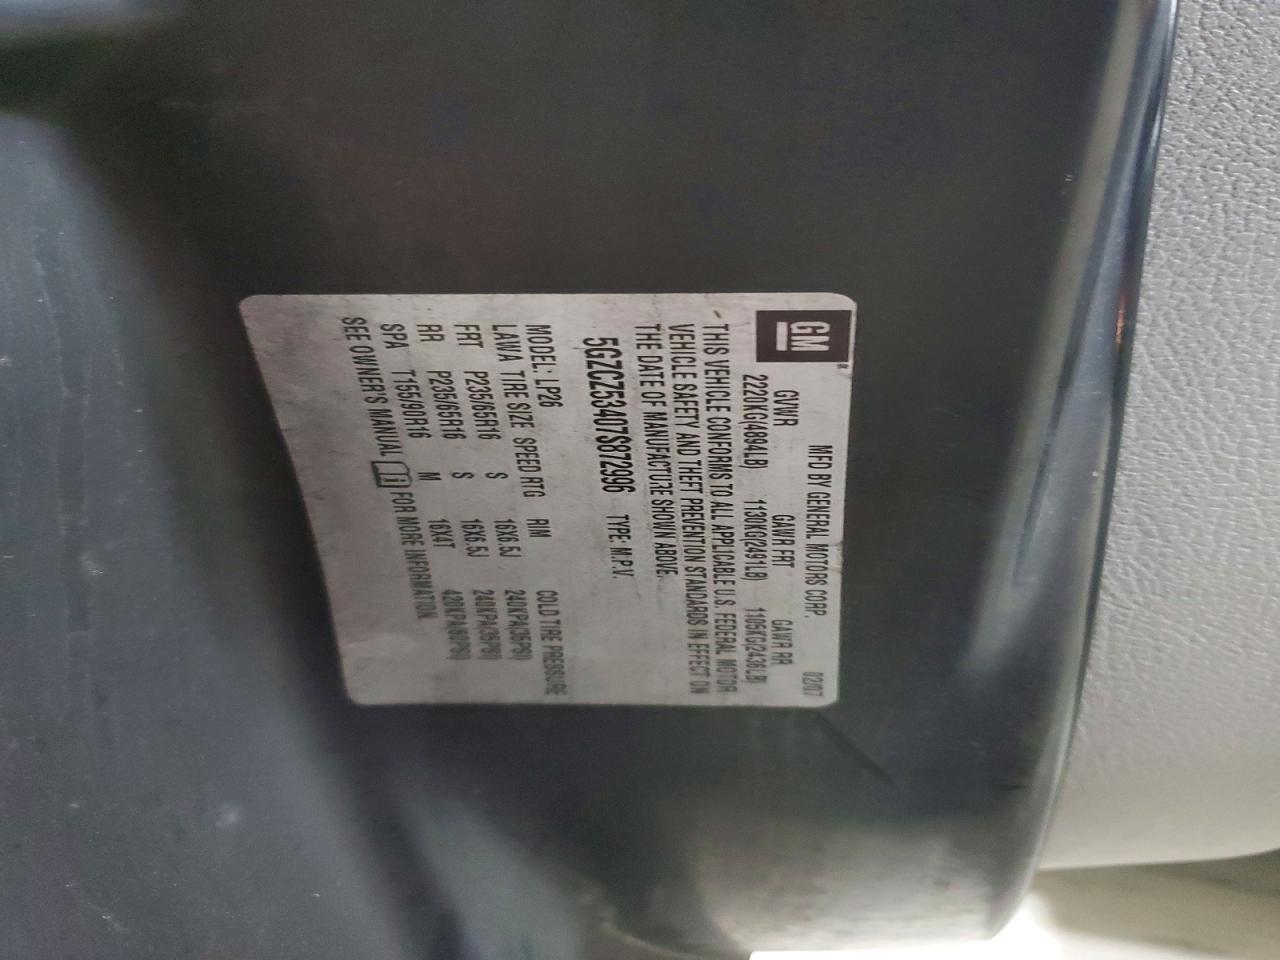 GM
MFD BY GENERAL MOTORS CORP. 02/07
GVWR GAWR FRT GAWR RR
2220KG(4894LB) 1130KG(2491LB) 1105KG(2436LB)
THIS VEHICLE CONFORMS TO ALL APPLICABLE U.S. FEDERAL MOTOR
VEHICLE SAFETY AND THEFT PREVENTION STANDARDS IN EFFECT ON
THE DATE OF MANUFACTURE SHOWN ABOVE.
5GZCZ53407S872996 TYPE: M.P.V.
MODEL: LP26
LAWA TIRE SIZE SPEED RTG RIM COLD TIRE PRESSURE
FRT P235/65R16 S 16X6.5J 240KPA(35PSI)
RR P235/65R16 S 16X6.5J 240KPA(35PSI)
SPA T155/90R16 M 16X4T 420KPA(60PSI)
SEE OWNER'S MANUAL FOR MORE INFORMATION.